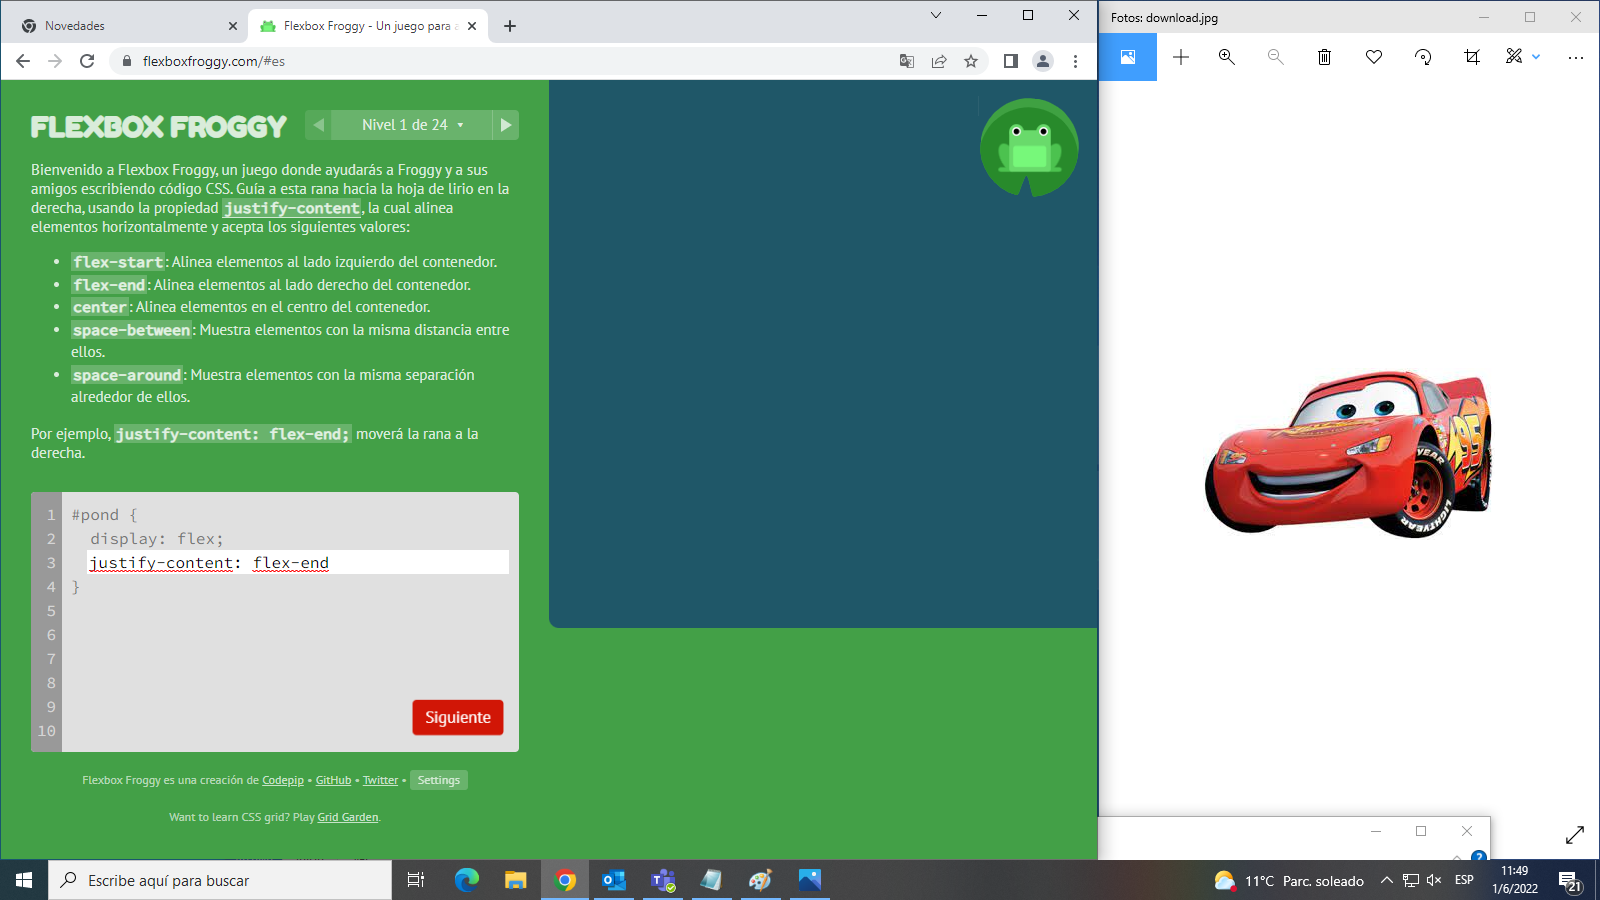 Novedades
Flexbox Froggy - Un juego para a
flexboxfroggy.com/#es
FLEXBOX FROGGY
Nivel 1 de 24
Bienvenido a Flexbox Froggy, un juego donde ayudarás a Froggy y a sus
amigos escribiendo código CSS. Guía a esta rana hacia la hoja de lirio en la
derecha, usando la propiedad justify-content, la cual alinea
elementos horizontalmente y acepta los siguientes valores:
• flex-start: Alinea elementos al lado izquierdo del contenedor.
• flex-end: Alinea elementos al lado derecho del contenedor.
• center: Alinea elementos en el centro del contenedor.
• space-between: Muestra elementos con la misma distancia entre
ellos.
• space-around: Muestra elementos con la misma separación
alrededor de ellos.
Por ejemplo, justify-content: flex-end; moverá la rana a la
derecha.
1 #pond {
2 display: flex;
3 justify-content: flex-end
4 }
5
6
7
8
9
10
Siguiente
Flexbox Froggy es una creación de Codepip • GitHub • Twitter • Settings
Want to learn CSS grid? Play Grid Garden.
Fotos: download.jpg
95
LIGHTYEAR
?
Escribe aquí para buscar
11°C Parc. soleado
ESP
11:49
1/6/2022
21